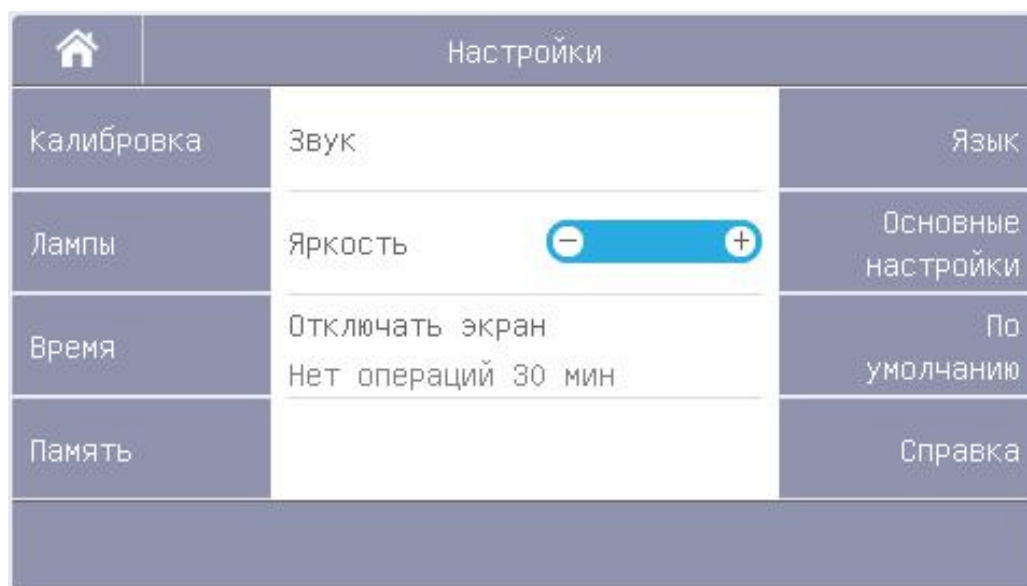 Настройки
Калибровка
Звук
Язык
Лампы
Яркость
− +
Основные
настройки
Время
Отключать экран
Нет операций 30 мин
По
умолчанию
Память
Справка